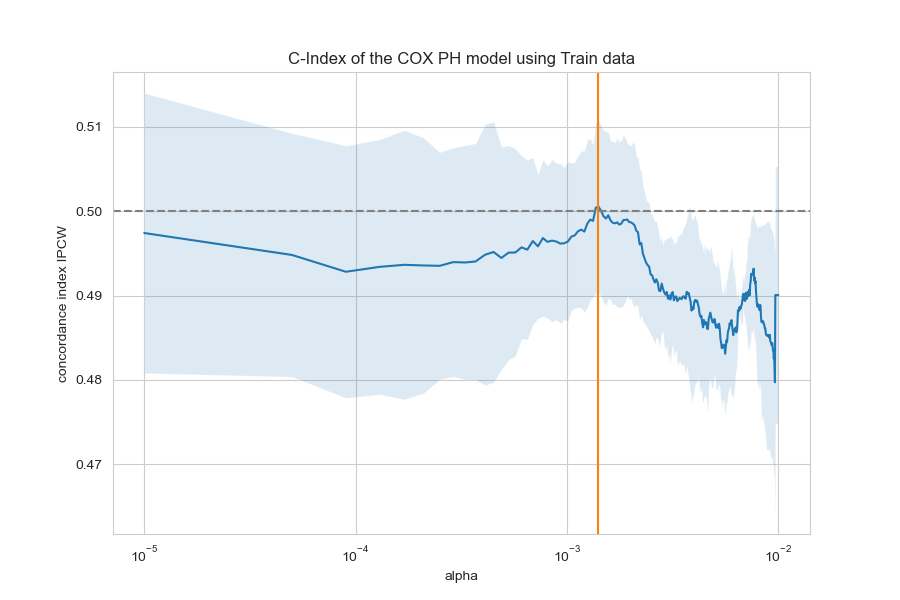 C-Index of the COX PH model using Train data
concordance index IPCW
0.51
0.50
0.49
0.48
0.47
10⁻⁵ 10⁻⁴ 10⁻³ 10⁻²
alpha